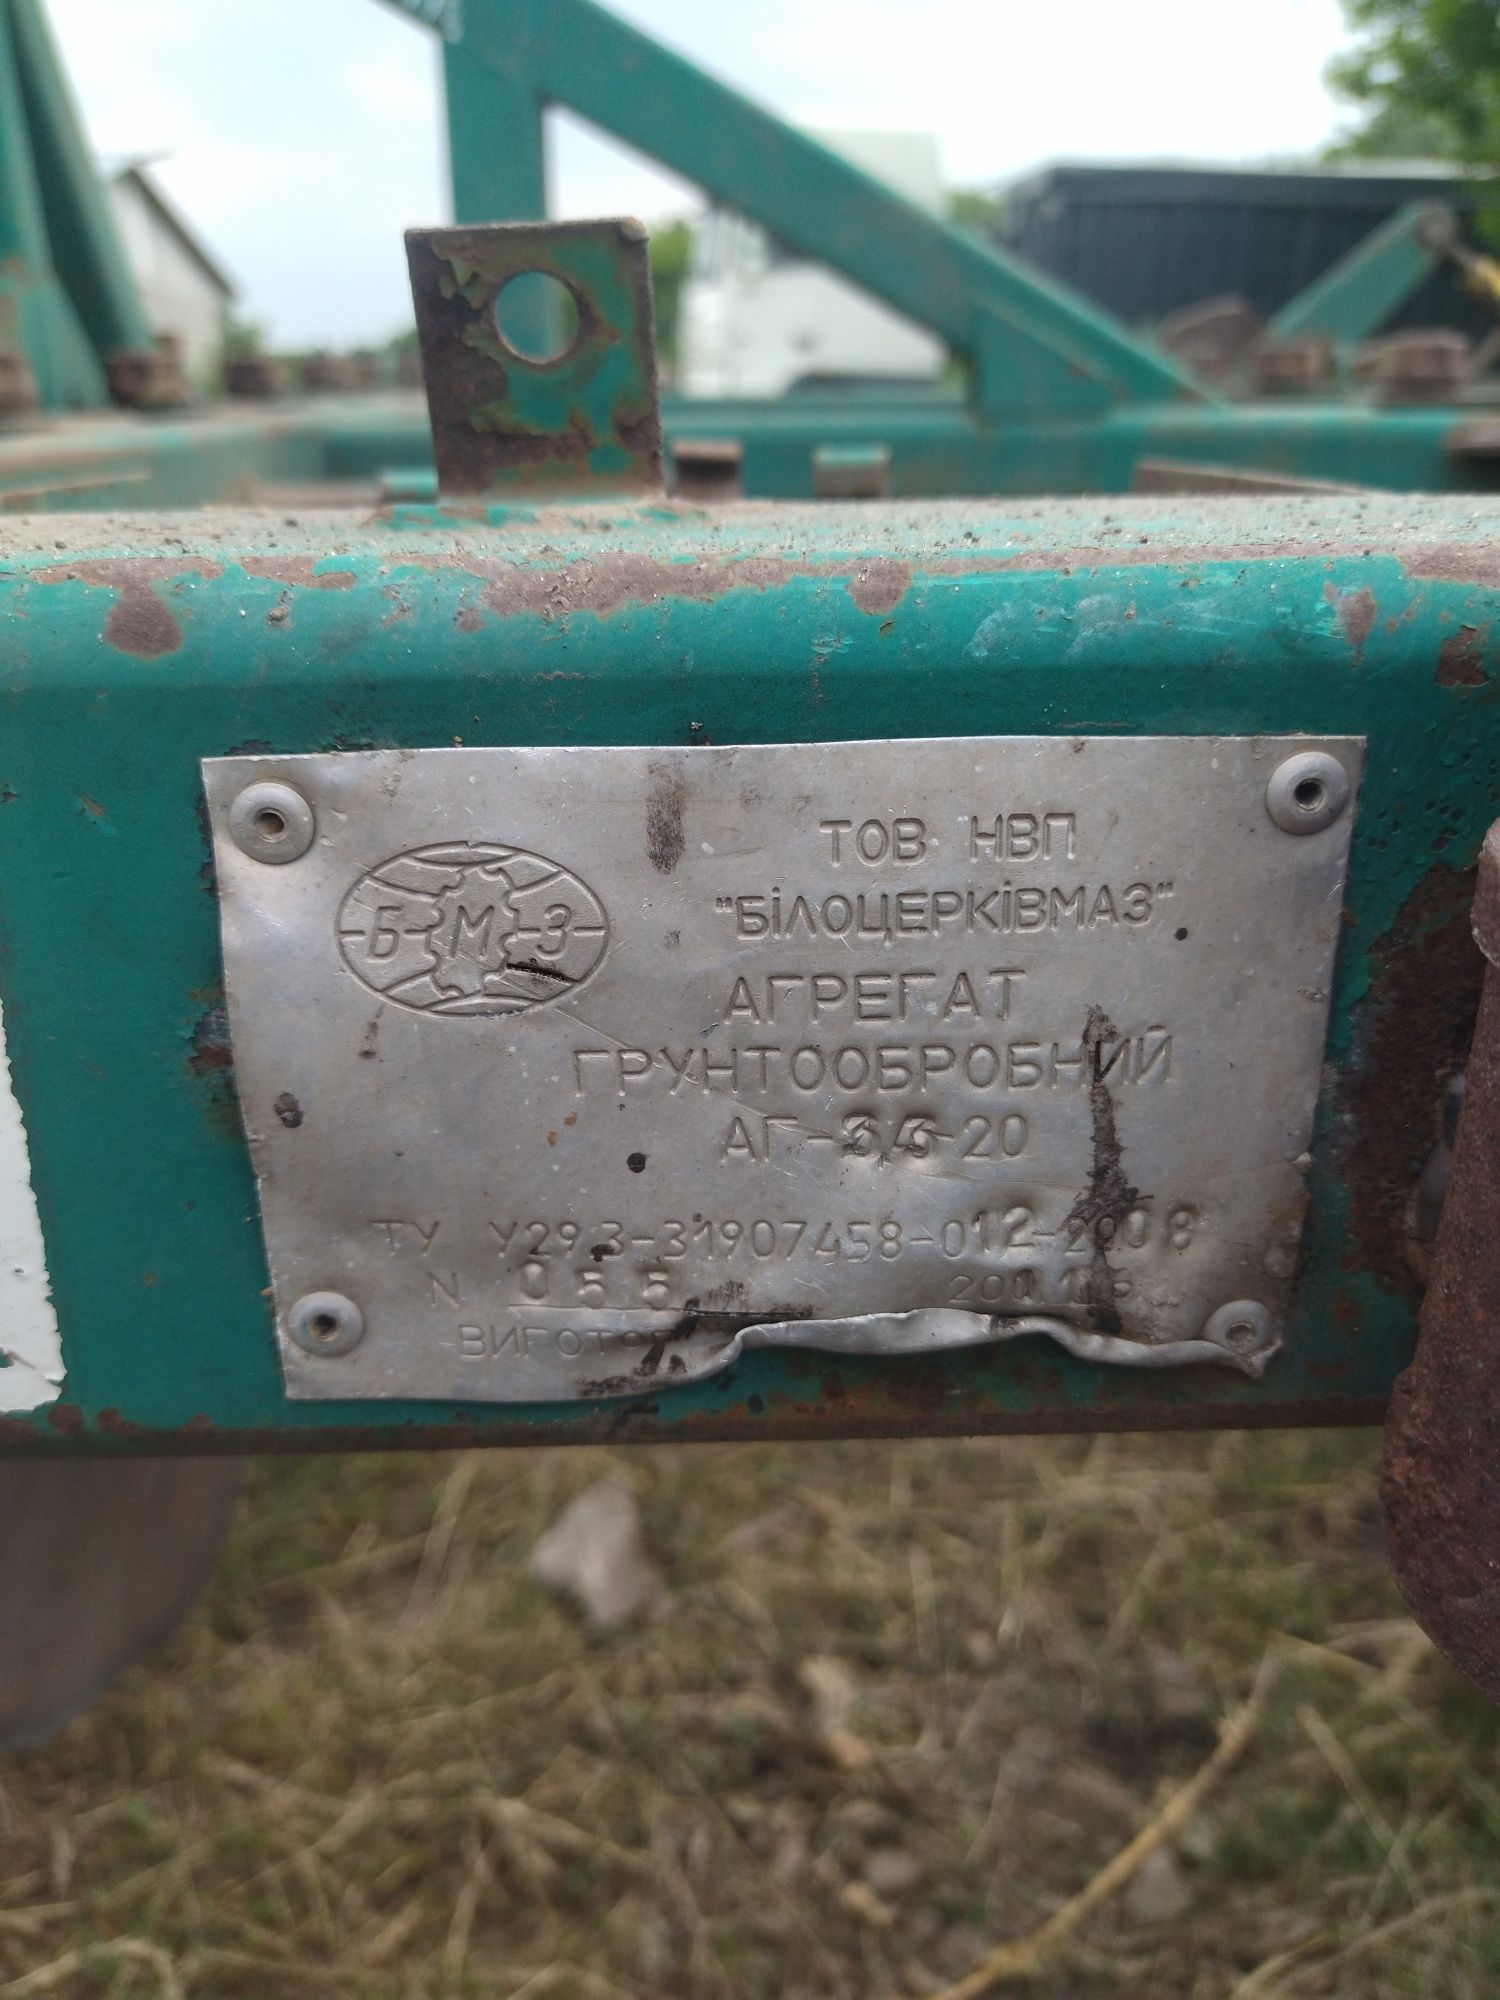 Б-М-З
ТОВ НВП
"БІЛОЦЕРКІВМАЗ"
АГРЕГАТ
ГРУНТООБРОБНИЙ
ТУ У29.3-31907458-012-2008
N 055